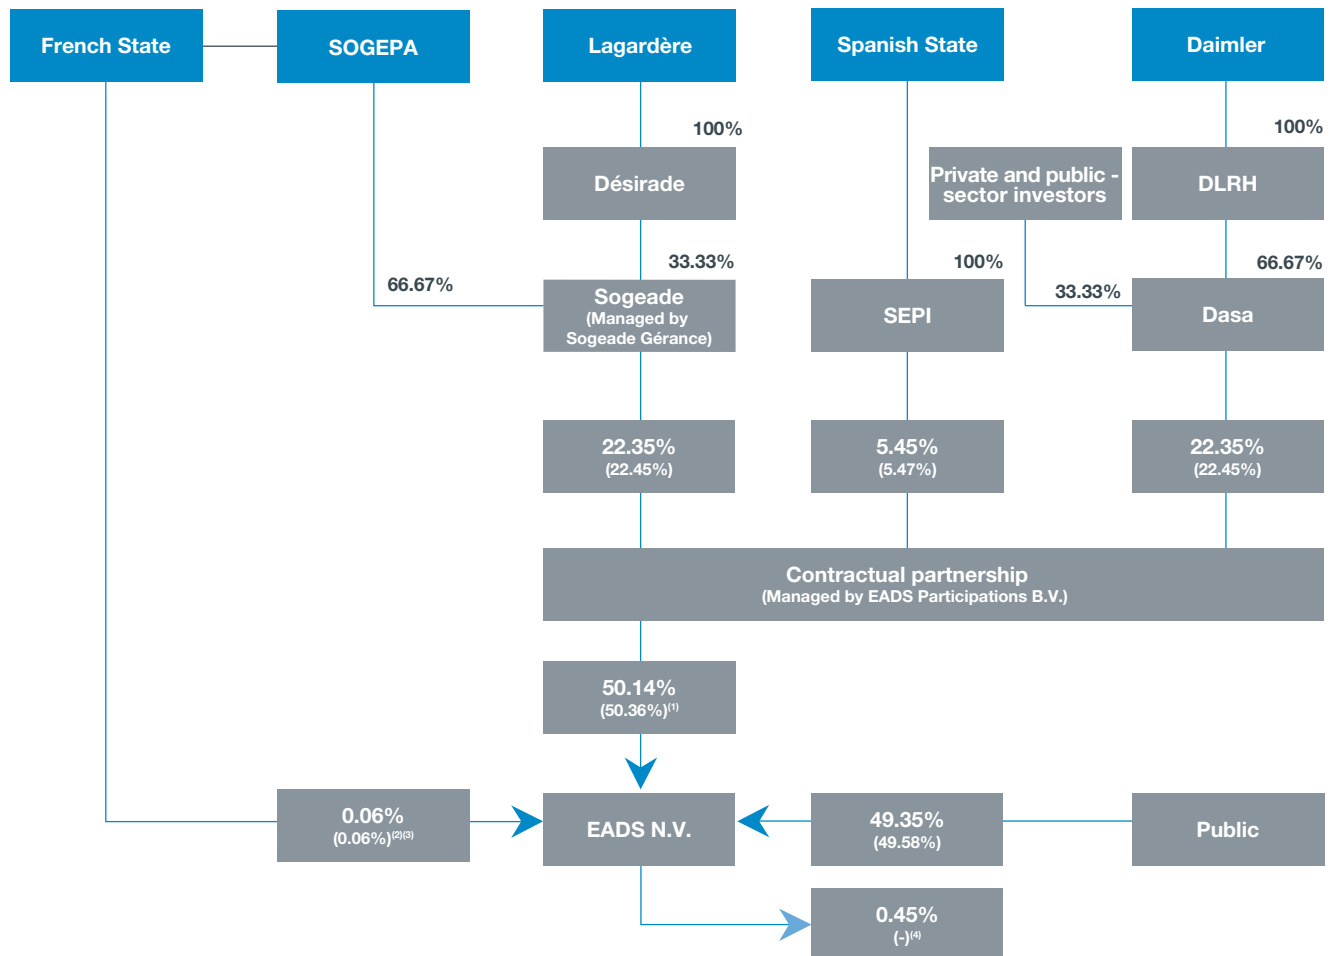 French State
SOGEPA
Lagardère
Spanish State
Daimler
100%
100%
Désirade
Private and public -
sector investors
DLRH
66.67%
33.33%
100%
33.33%
66.67%
Sogeade
(Managed by
Sogeade Gérance)
SEPI
Dasa
22.35%
(22.45%)
5.45%
(5.47%)
22.35%
(22.45%)
Contractual partnership
(Managed by EADS Participations B.V.)
50.14%
(50.36%)(1)
0.06%
(0.06%)(2)(3)
EADS N.V.
49.35%
(49.58%)
Public
0.45%
(-)(4)